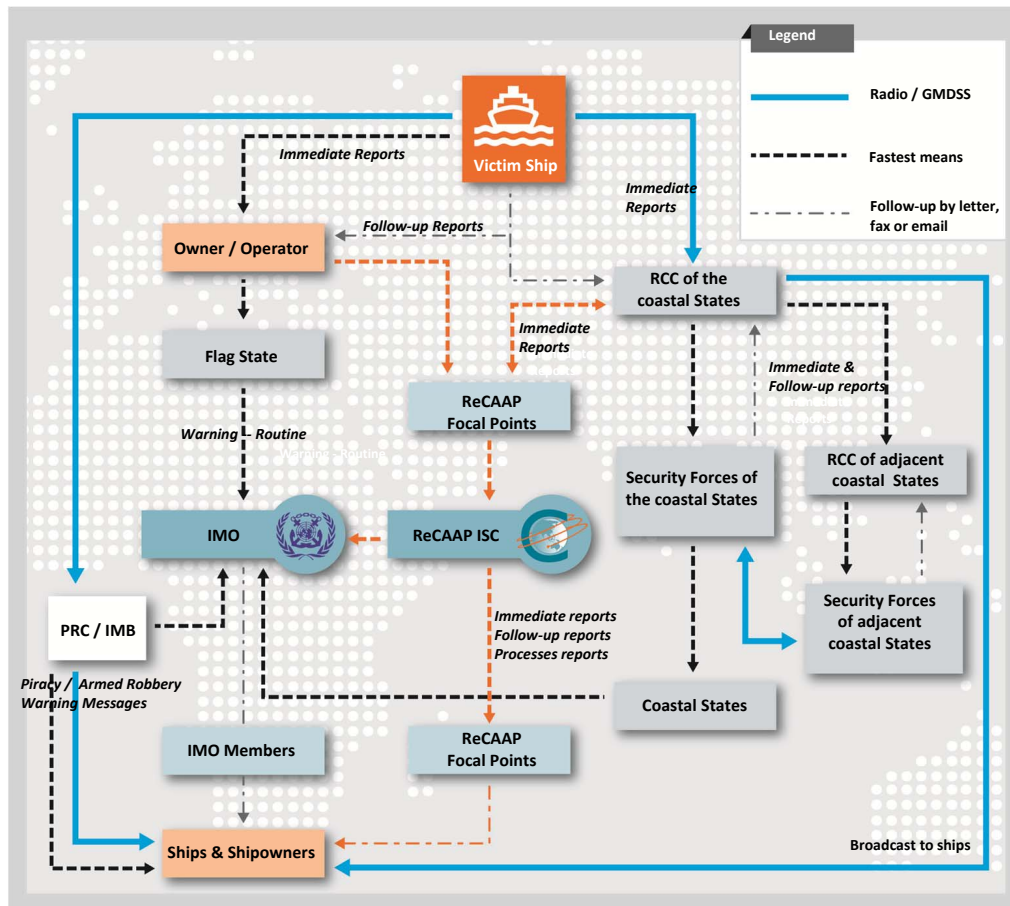 Legend
Radio / GMDSS
Fastest means
Follow-up by letter,
fax or email
Victim Ship
Immediate Reports
Immediate
Reports
Follow-up Reports
Owner / Operator
RCC of the
coastal States
Immediate
Reports
Flag State
Immediate &
Follow-up reports
ReCAAP
Focal Points
Warning -- Routine
Warning - Routine
Security Forces of
the coastal States
RCC of adjacent
coastal States
IMO
ReCAAP ISC
C
PRC / IMB
Immediate reports
Follow-up reports
Processes reports
Security Forces
of adjacent
coastal States
Piracy / Armed Robbery
Warning Messages
Coastal States
IMO Members
ReCAAP
Focal Points
Ships & Shipowners
Broadcast to ships